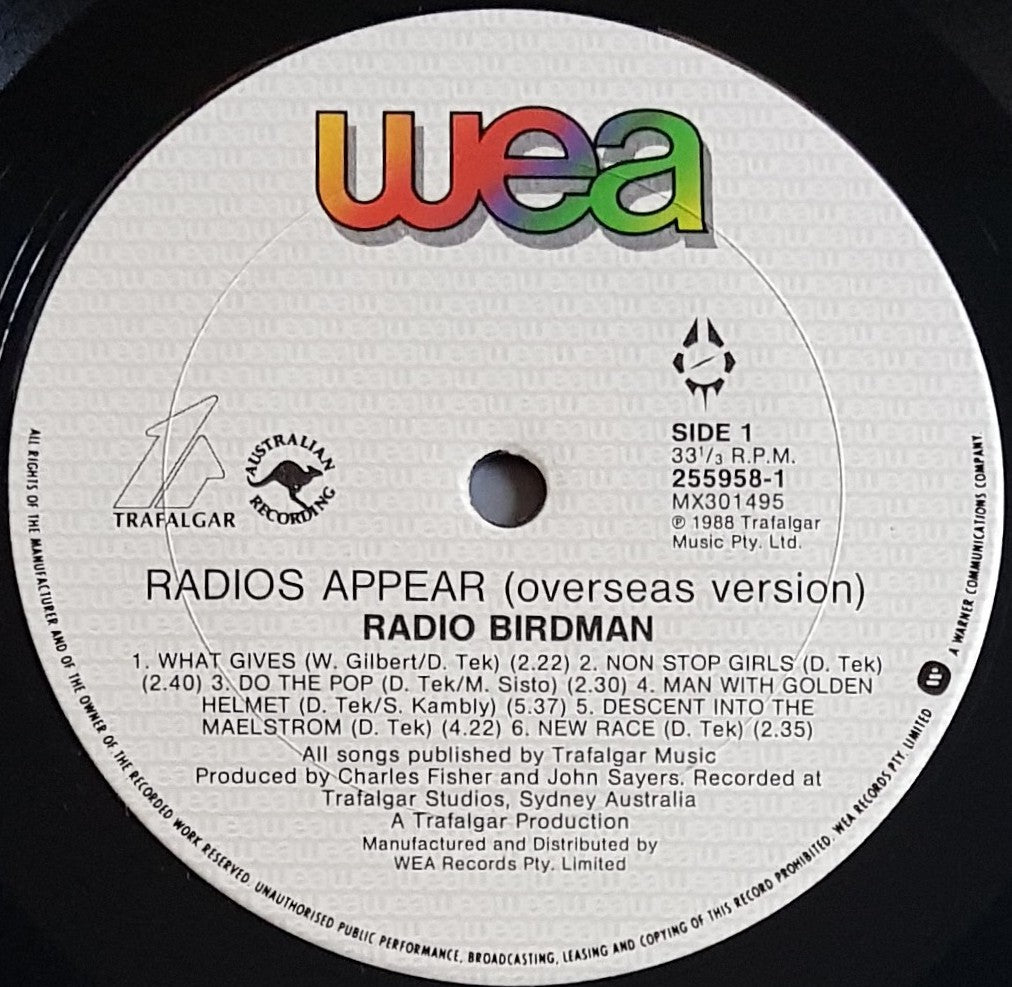 wea
SIDE 1
33 1/3 R.P.M.
255958-1
MX301495
℗ 1988 Trafalgar
Music Pty. Ltd.
TRAFALGAR
AUSTRALIAN
RECORDING
RADIOS APPEAR (overseas version)
RADIO BIRDMAN
1. WHAT GIVES (W. Gilbert/D. Tek) (2.22) 2. NON STOP GIRLS (D. Tek)
(2.40) 3. DO THE POP (D. Tek/M. Sisto) (2.30) 4. MAN WITH GOLDEN
HELMET (D. Tek/S. Kambly) (5.37) 5. DESCENT INTO THE
MAELSTROM (D. Tek) (4.22) 6. NEW RACE (D. Tek) (2.35)
All songs published by Trafalgar Music
Produced by Charles Fisher and John Sayers. Recorded at
Trafalgar Studios, Sydney Australia
A Trafalgar Production
Manufactured and Distributed by
WEA Records Pty. Limited
ALL RIGHTS OF THE MANUFACTURER AND OF THE OWNER OF THE RECORDED WORK RESERVED. UNAUTHORISED PUBLIC PERFORMANCE, BROADCASTING, LEASING AND COPYING OF THIS RECORD PROHIBITED. WEA RECORDS PTY. LIMITED A WARNER COMMUNICATIONS COMPANY